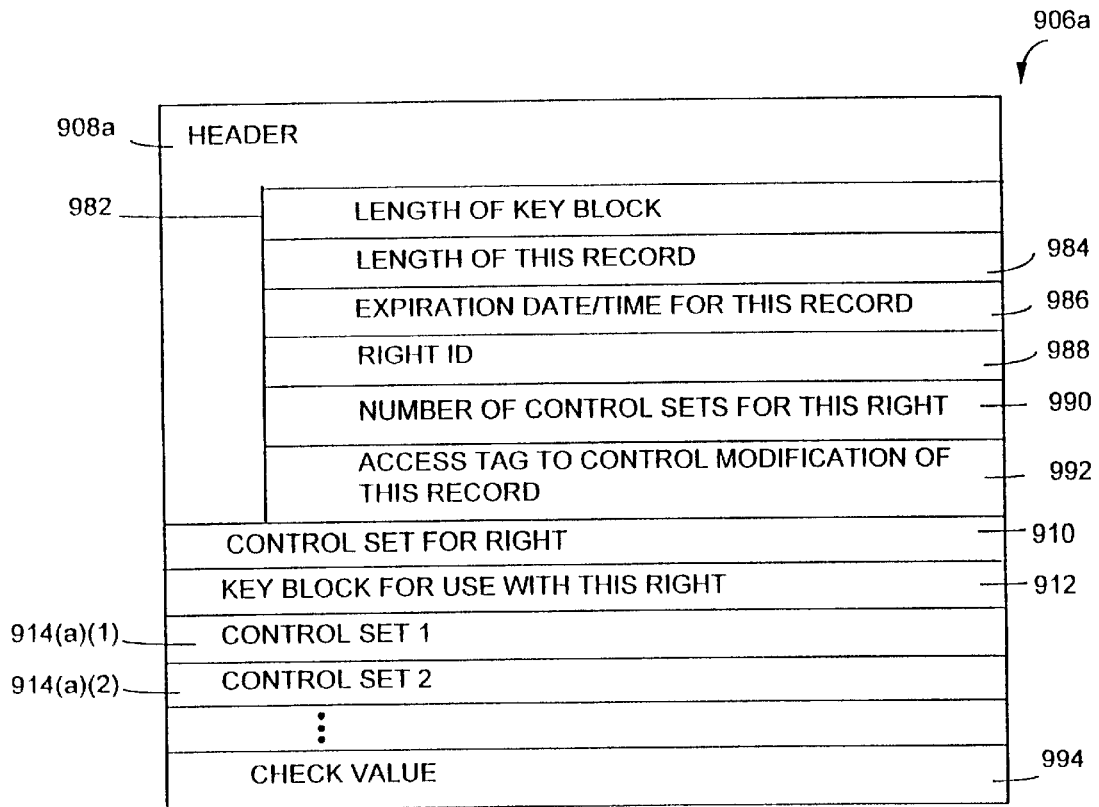 906a
908a
HEADER
982
LENGTH OF KEY BLOCK
LENGTH OF THIS RECORD
984
EXPIRATION DATE/TIME FOR THIS RECORD
986
RIGHT ID
988
NUMBER OF CONTROL SETS FOR THIS RIGHT
990
ACCESS TAG TO CONTROL MODIFICATION OF
THIS RECORD
992
CONTROL SET FOR RIGHT
910
KEY BLOCK FOR USE WITH THIS RIGHT
912
914(a)(1)
CONTROL SET 1
914(a)(2)
CONTROL SET 2
CHECK VALUE
994